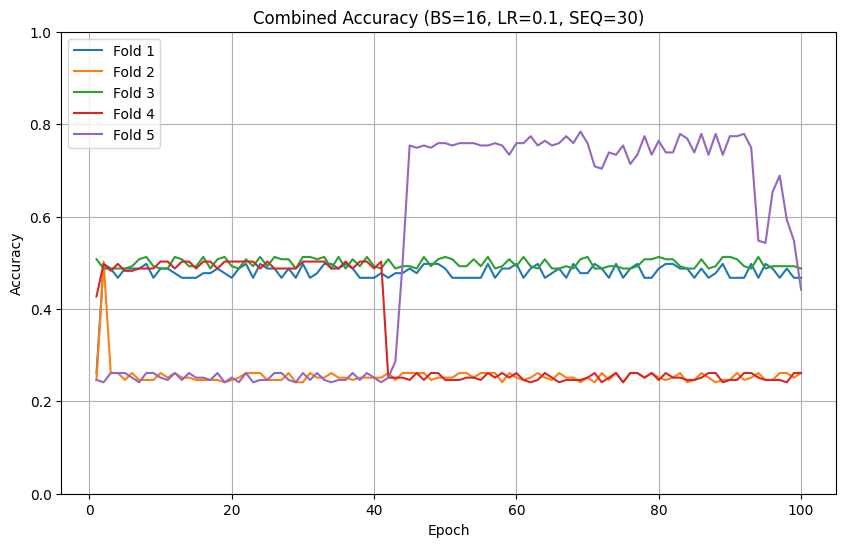 Combined Accuracy (BS=16, LR=0.1, SEQ=30)
Fold 1
Fold 2
Fold 3
Fold 4
Fold 5
Accuracy
1.0
0.8
0.6
0.4
0.2
0.0
0 20 40 60 80 100
Epoch